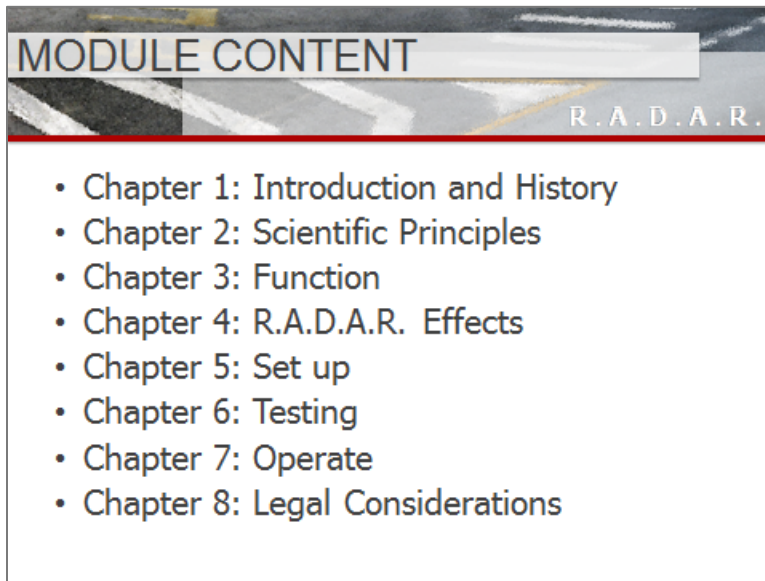 MODULE CONTENT
R.A.D.A.R.
• Chapter 1: Introduction and History
• Chapter 2: Scientific Principles
• Chapter 3: Function
• Chapter 4: R.A.D.A.R. Effects
• Chapter 5: Set up
• Chapter 6: Testing
• Chapter 7: Operate
• Chapter 8: Legal Considerations